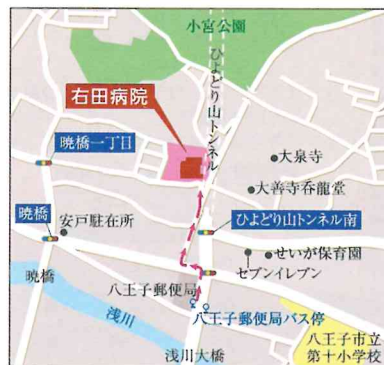 小宮公園
ひよどり山トンネル
右田病院
暁橋一丁目
大泉寺
大善寺呑龍堂
暁橋
安戸駐在所
ひよどり山トンネル南
せいが保育園
セブンイレブン
暁橋
八王子郵便局
浅川
八王子郵便局バス停
浅川大橋
八王子市立
第十小学校